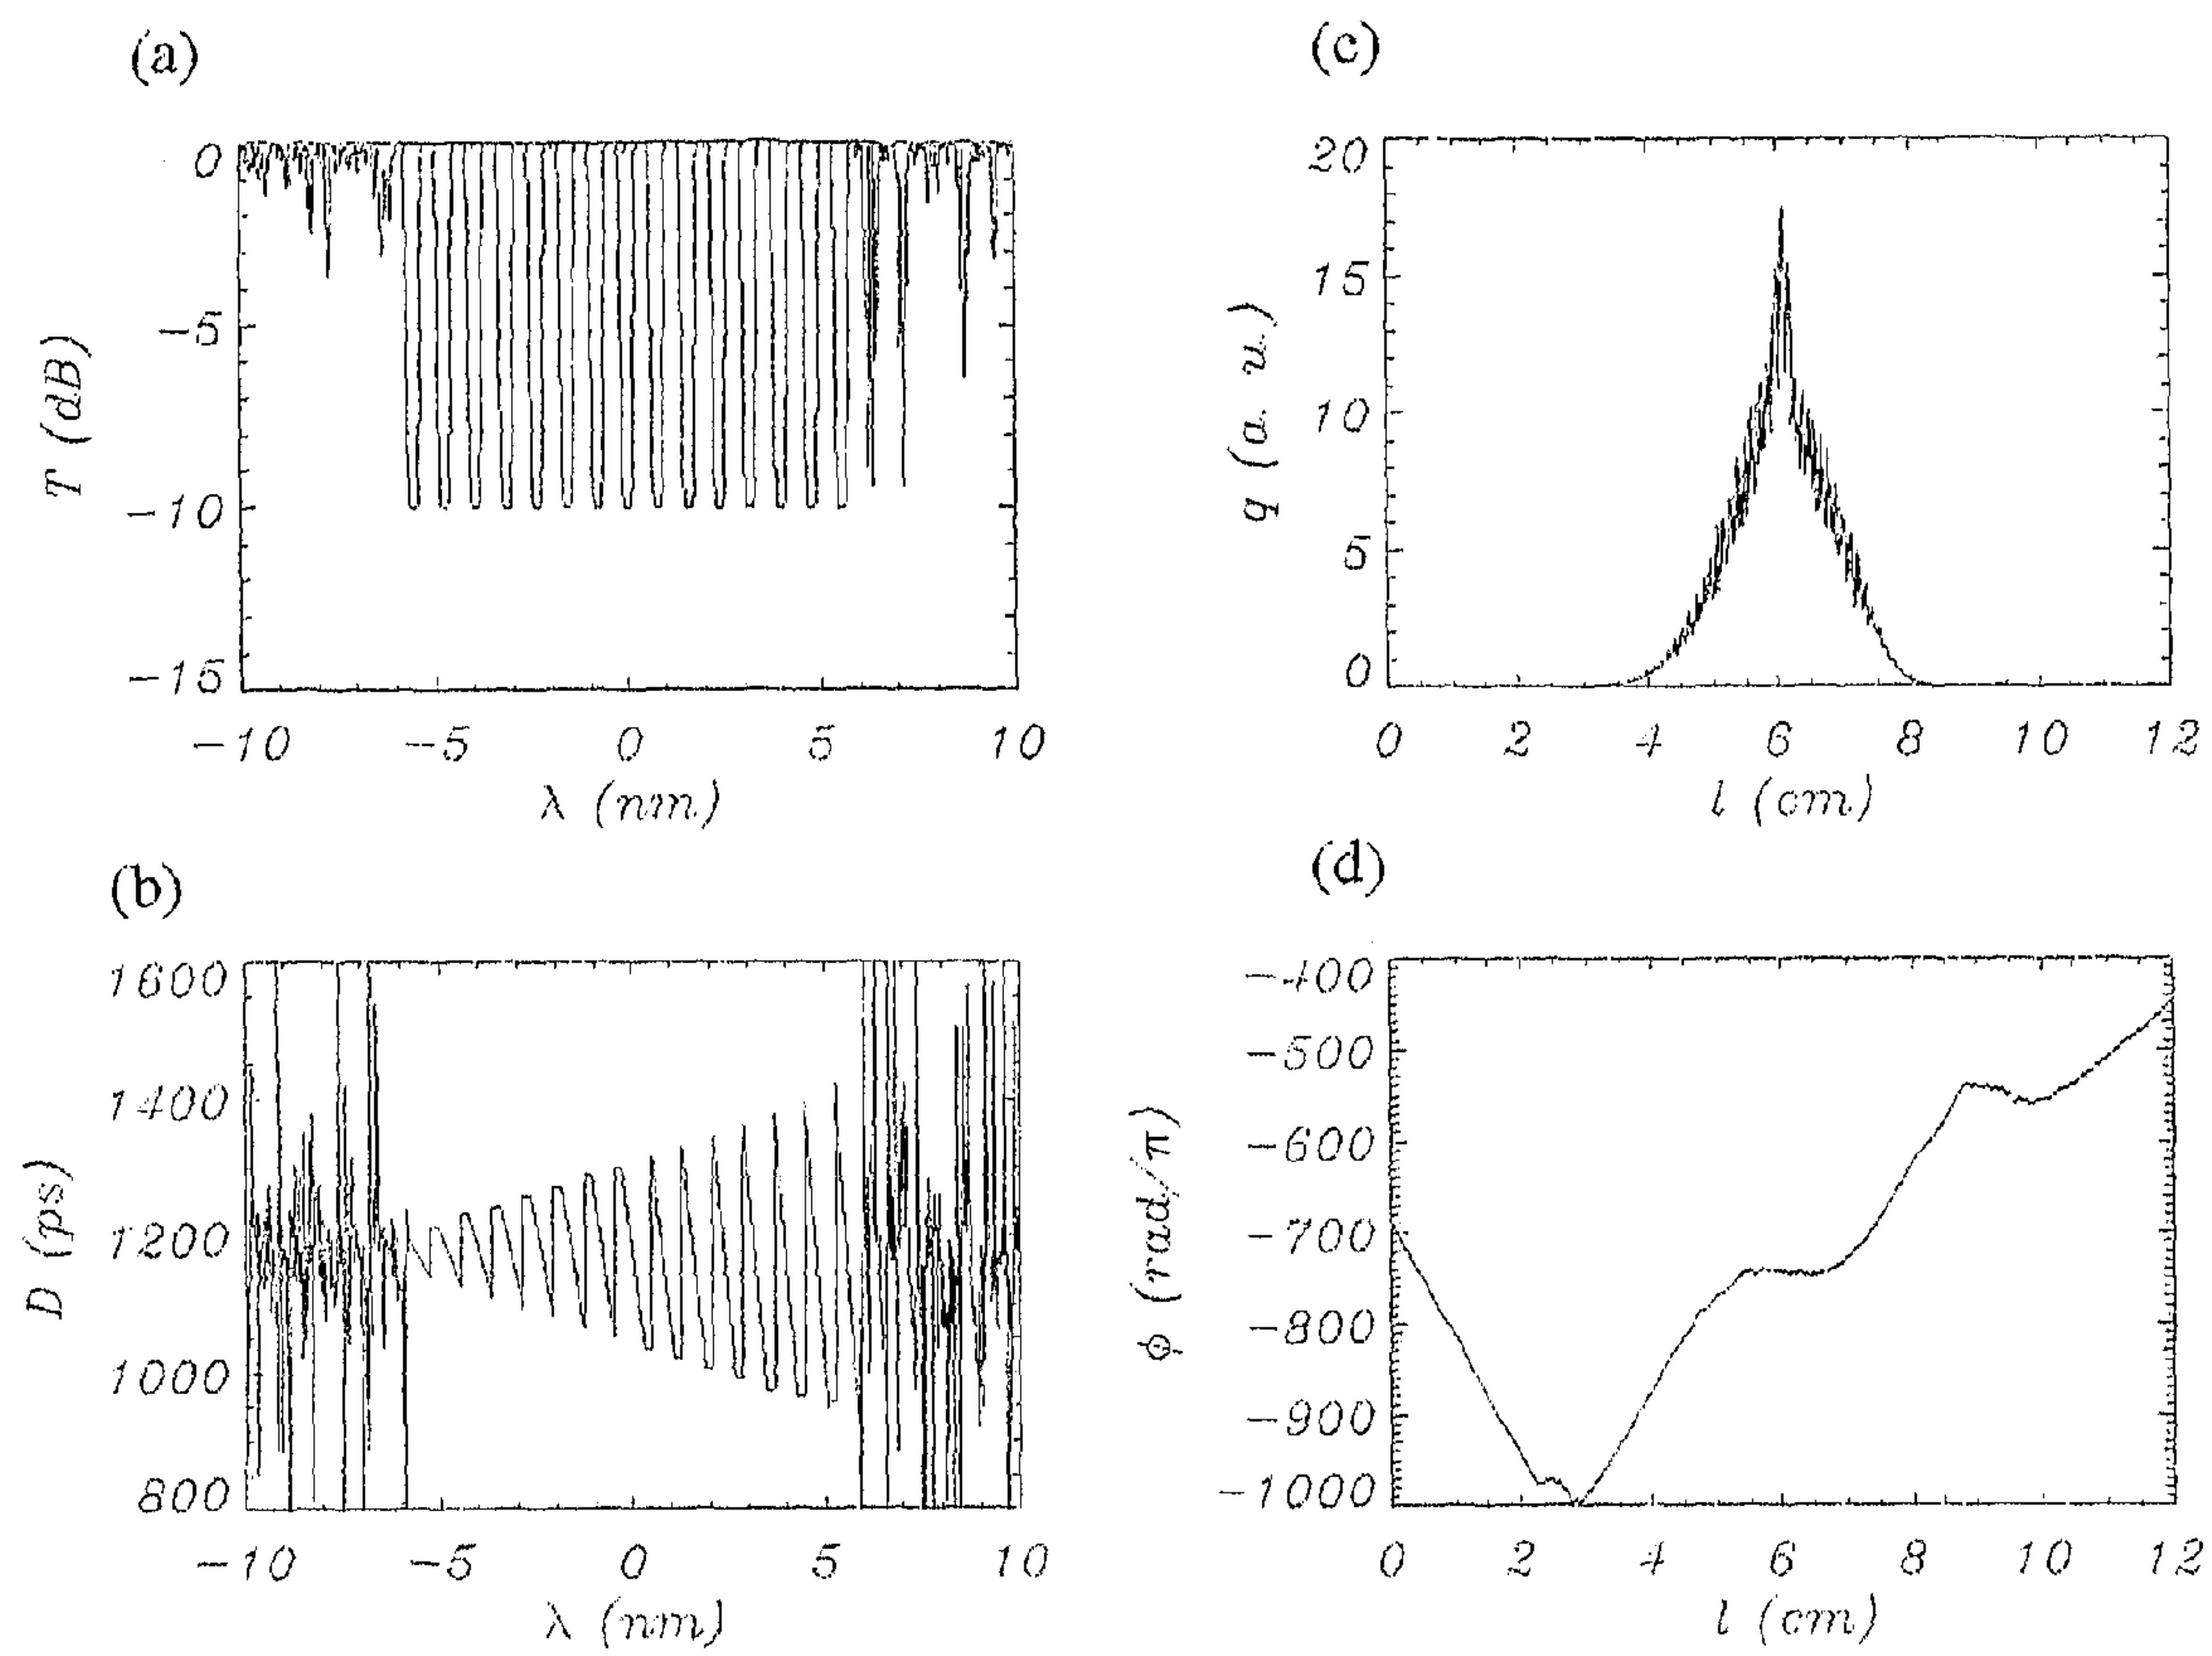 (a)
0
-5
-10
-15
T (dB)
-10 -5 0 5 10
λ (nm)
(c)
20
15
10
5
0
q (a. u.)
0 2 4 6 8 10 12
l (cm)
(b)
1600
1400
1200
1000
800
D (ps)
-10 -5 0 5 10
λ (nm)
(d)
-400
-500
-600
-700
-800
-900
-1000
ϕ (rad/π)
0 2 4 6 8 10 12
l (cm)